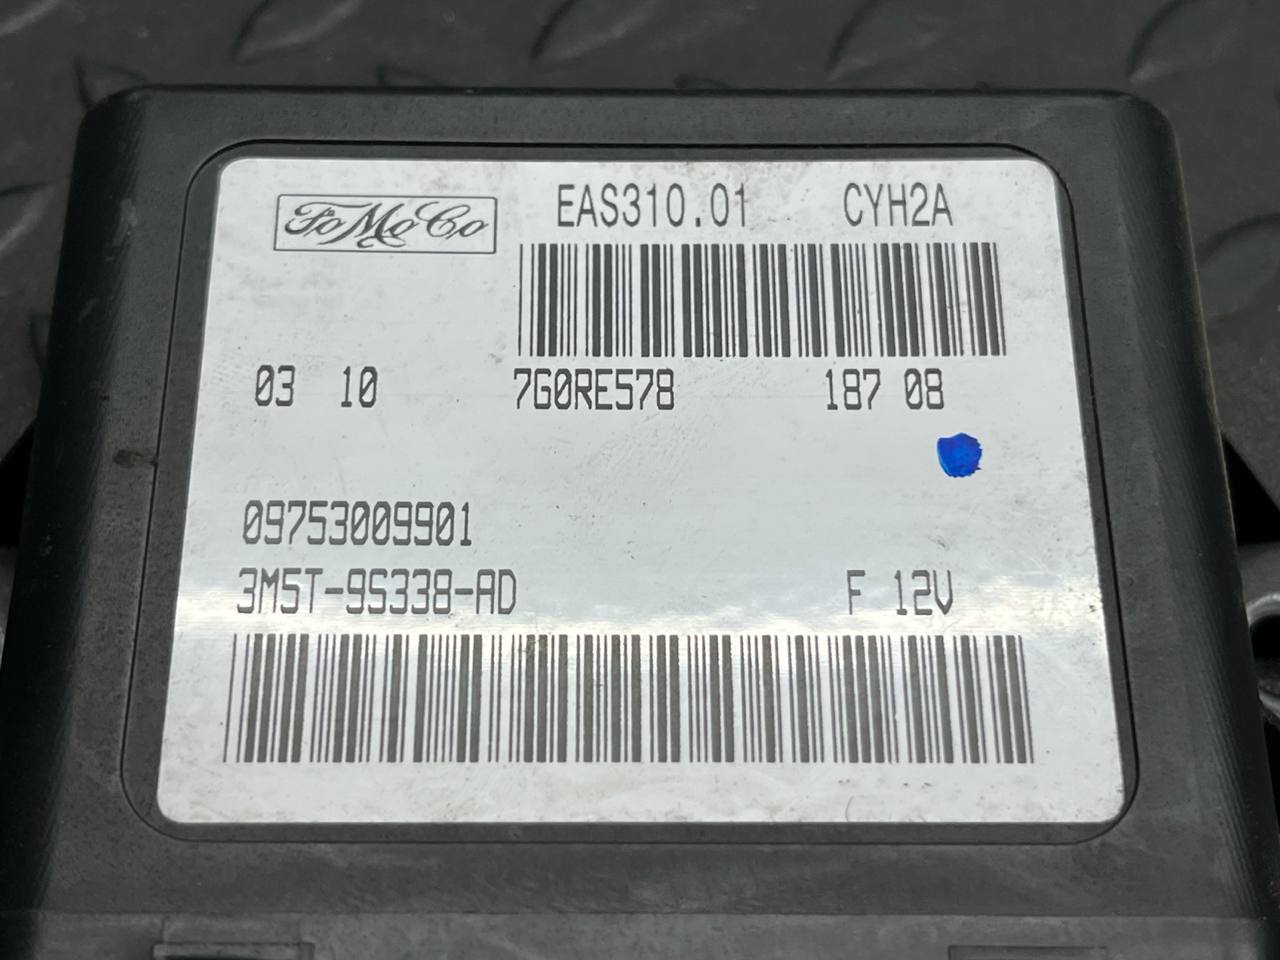 FoMoCo EAS310.01 CYH2A
03 10 7G0RE578 187 08
09753009901
3M5T-9S338-AD F 12V